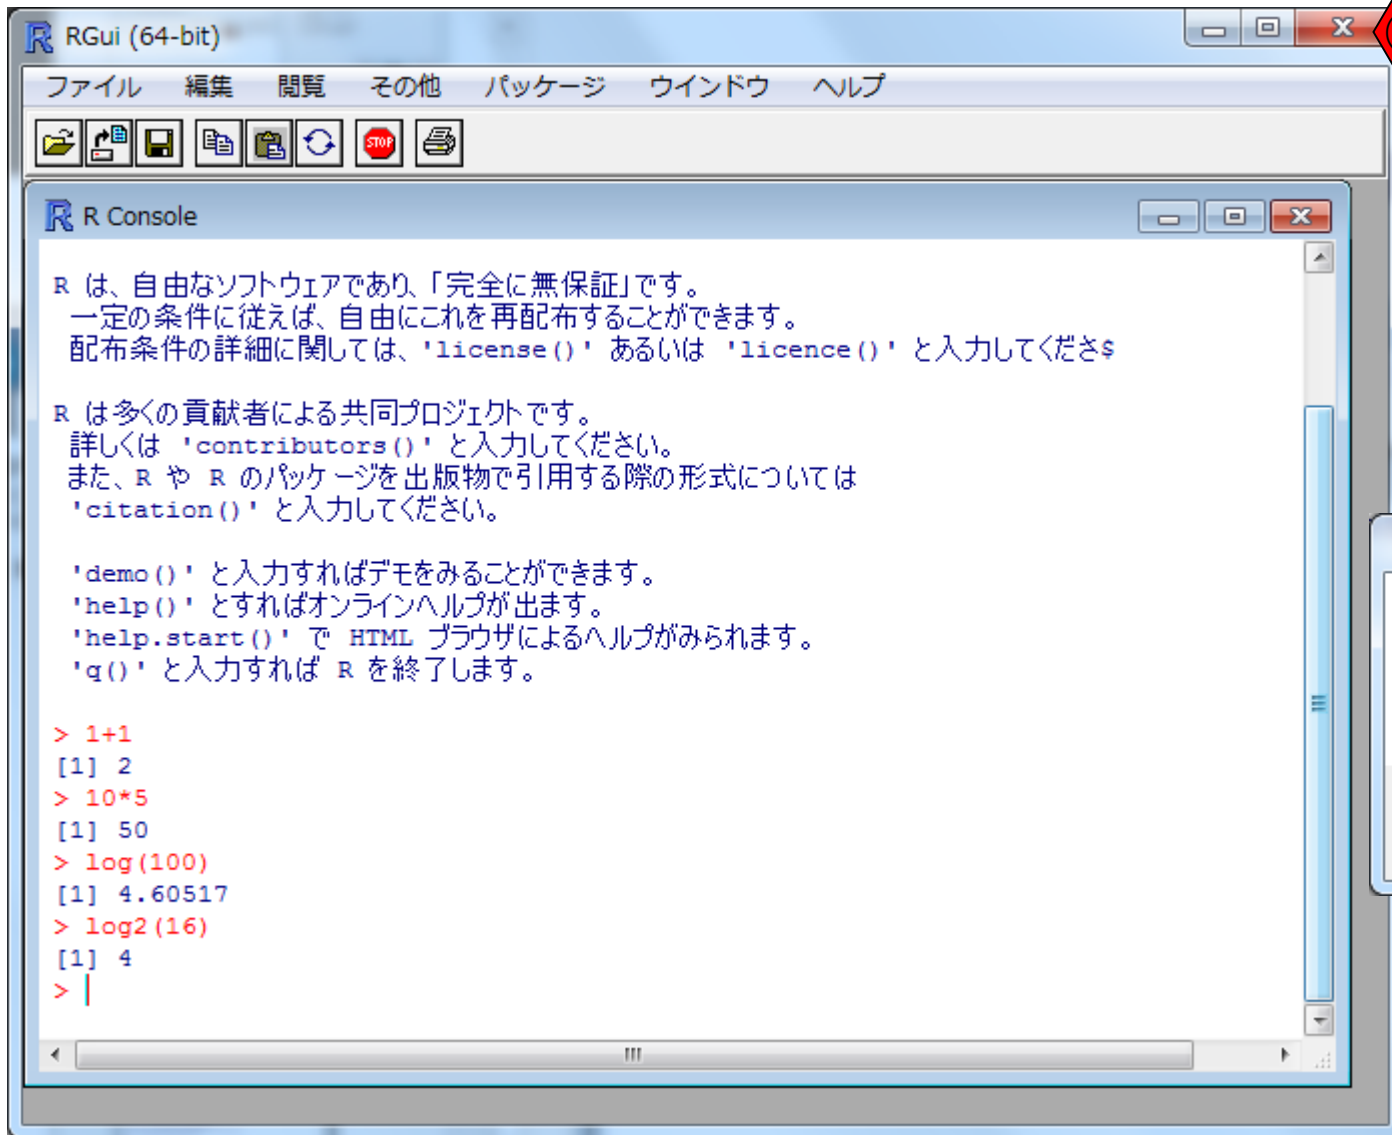 RGui (64-bit)
ファイル 編集 閲覧 その他 パッケージ ウインドウ ヘルプ
STOP
R Console
R は、自由なソフトウェアであり、「完全に無保証」です。
一定の条件に従えば、自由にこれを再配布することができます。
配布条件の詳細に関しては、'license()' あるいは 'licence()' と入力してくださ$
R は多くの貢献者による共同プロジェクトです。
詳しくは 'contributors()' と入力してください。
また、R や R のパッケージを出版物で引用する際の形式については
'citation()' と入力してください。
'demo()' と入力すればデモをみることができます。
'help()' とすればオンラインヘルプが出ます。
'help.start()' で HTML ブラウザによるヘルプがみられます。
'q()' と入力すれば R を終了します。
> 1+1
[1] 2
> 10*5
[1] 50
> log(100)
[1] 4.60517
> log2(16)
[1] 4
>